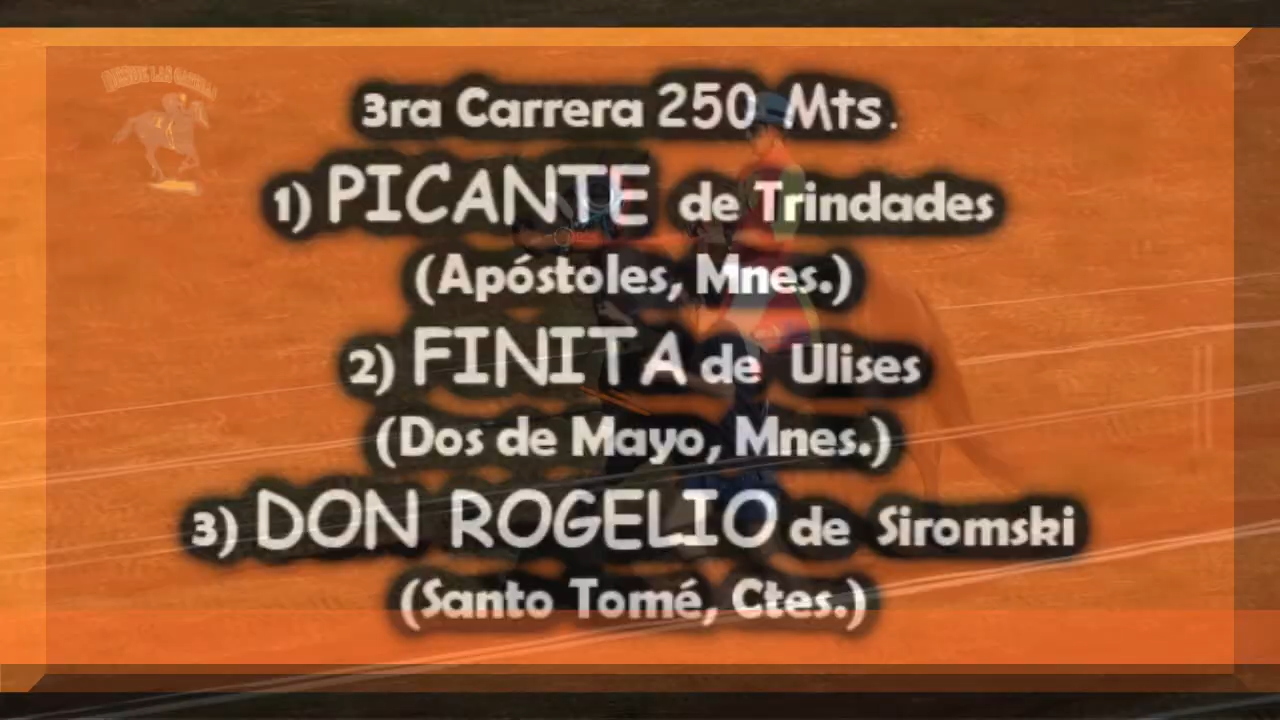 3ra Carrera 250 Mts.
1) PICANTE de Trindades
(Apóstoles, Mnes.)
2) FINITA de Ulises
(Dos de Mayo, Mnes.)
3) DON ROGELIO de Siromski
(Santo Tomé, Ctes.)